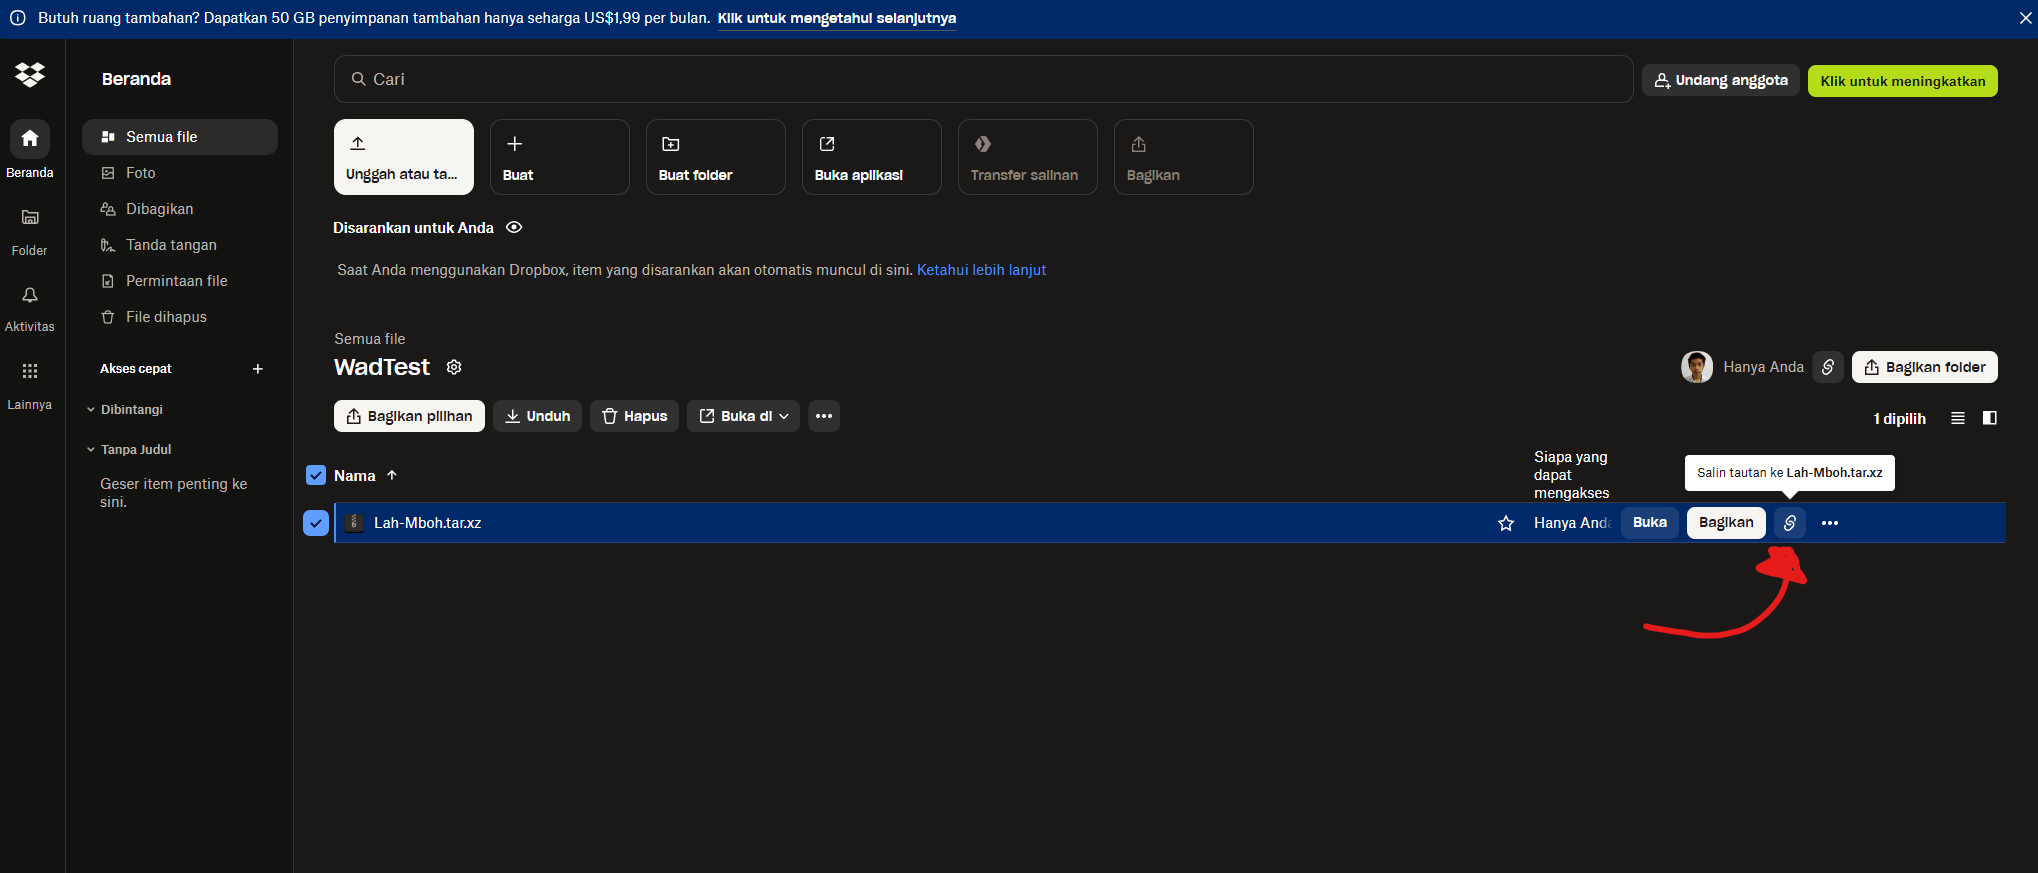 Butuh ruang tambahan? Dapatkan 50 GB penyimpanan tambahan hanya seharga US$1,99 per bulan. Klik untuk mengetahui selanjutnya
Beranda
Cari
Undang anggota
Klik untuk meningkatkan
Beranda
Folder
Aktivitas
Lainnya
Semua file
Foto
Dibagikan
Tanda tangan
Permintaan file
File dihapus
Akses cepat
Dibintangi
Tanpa Judul
Geser item penting ke
sini.
Unggah atau ta...
Buat
Buat folder
Buka aplikasi
Transfer salinan
Bagikan
Disarankan untuk Anda
Saat Anda menggunakan Dropbox, item yang disarankan akan otomatis muncul di sini. Ketahui lebih lanjut
Semua file
WadTest
Hanya Anda
Bagikan folder
Bagikan pilihan
Unduh
Hapus
Buka di
1 dipilih
Nama
Siapa yang
dapat
mengakses
Salin tautan ke Lah-Mboh.tar.xz
Lah-Mboh.tar.xz
Hanya Anda
Buka
Bagikan